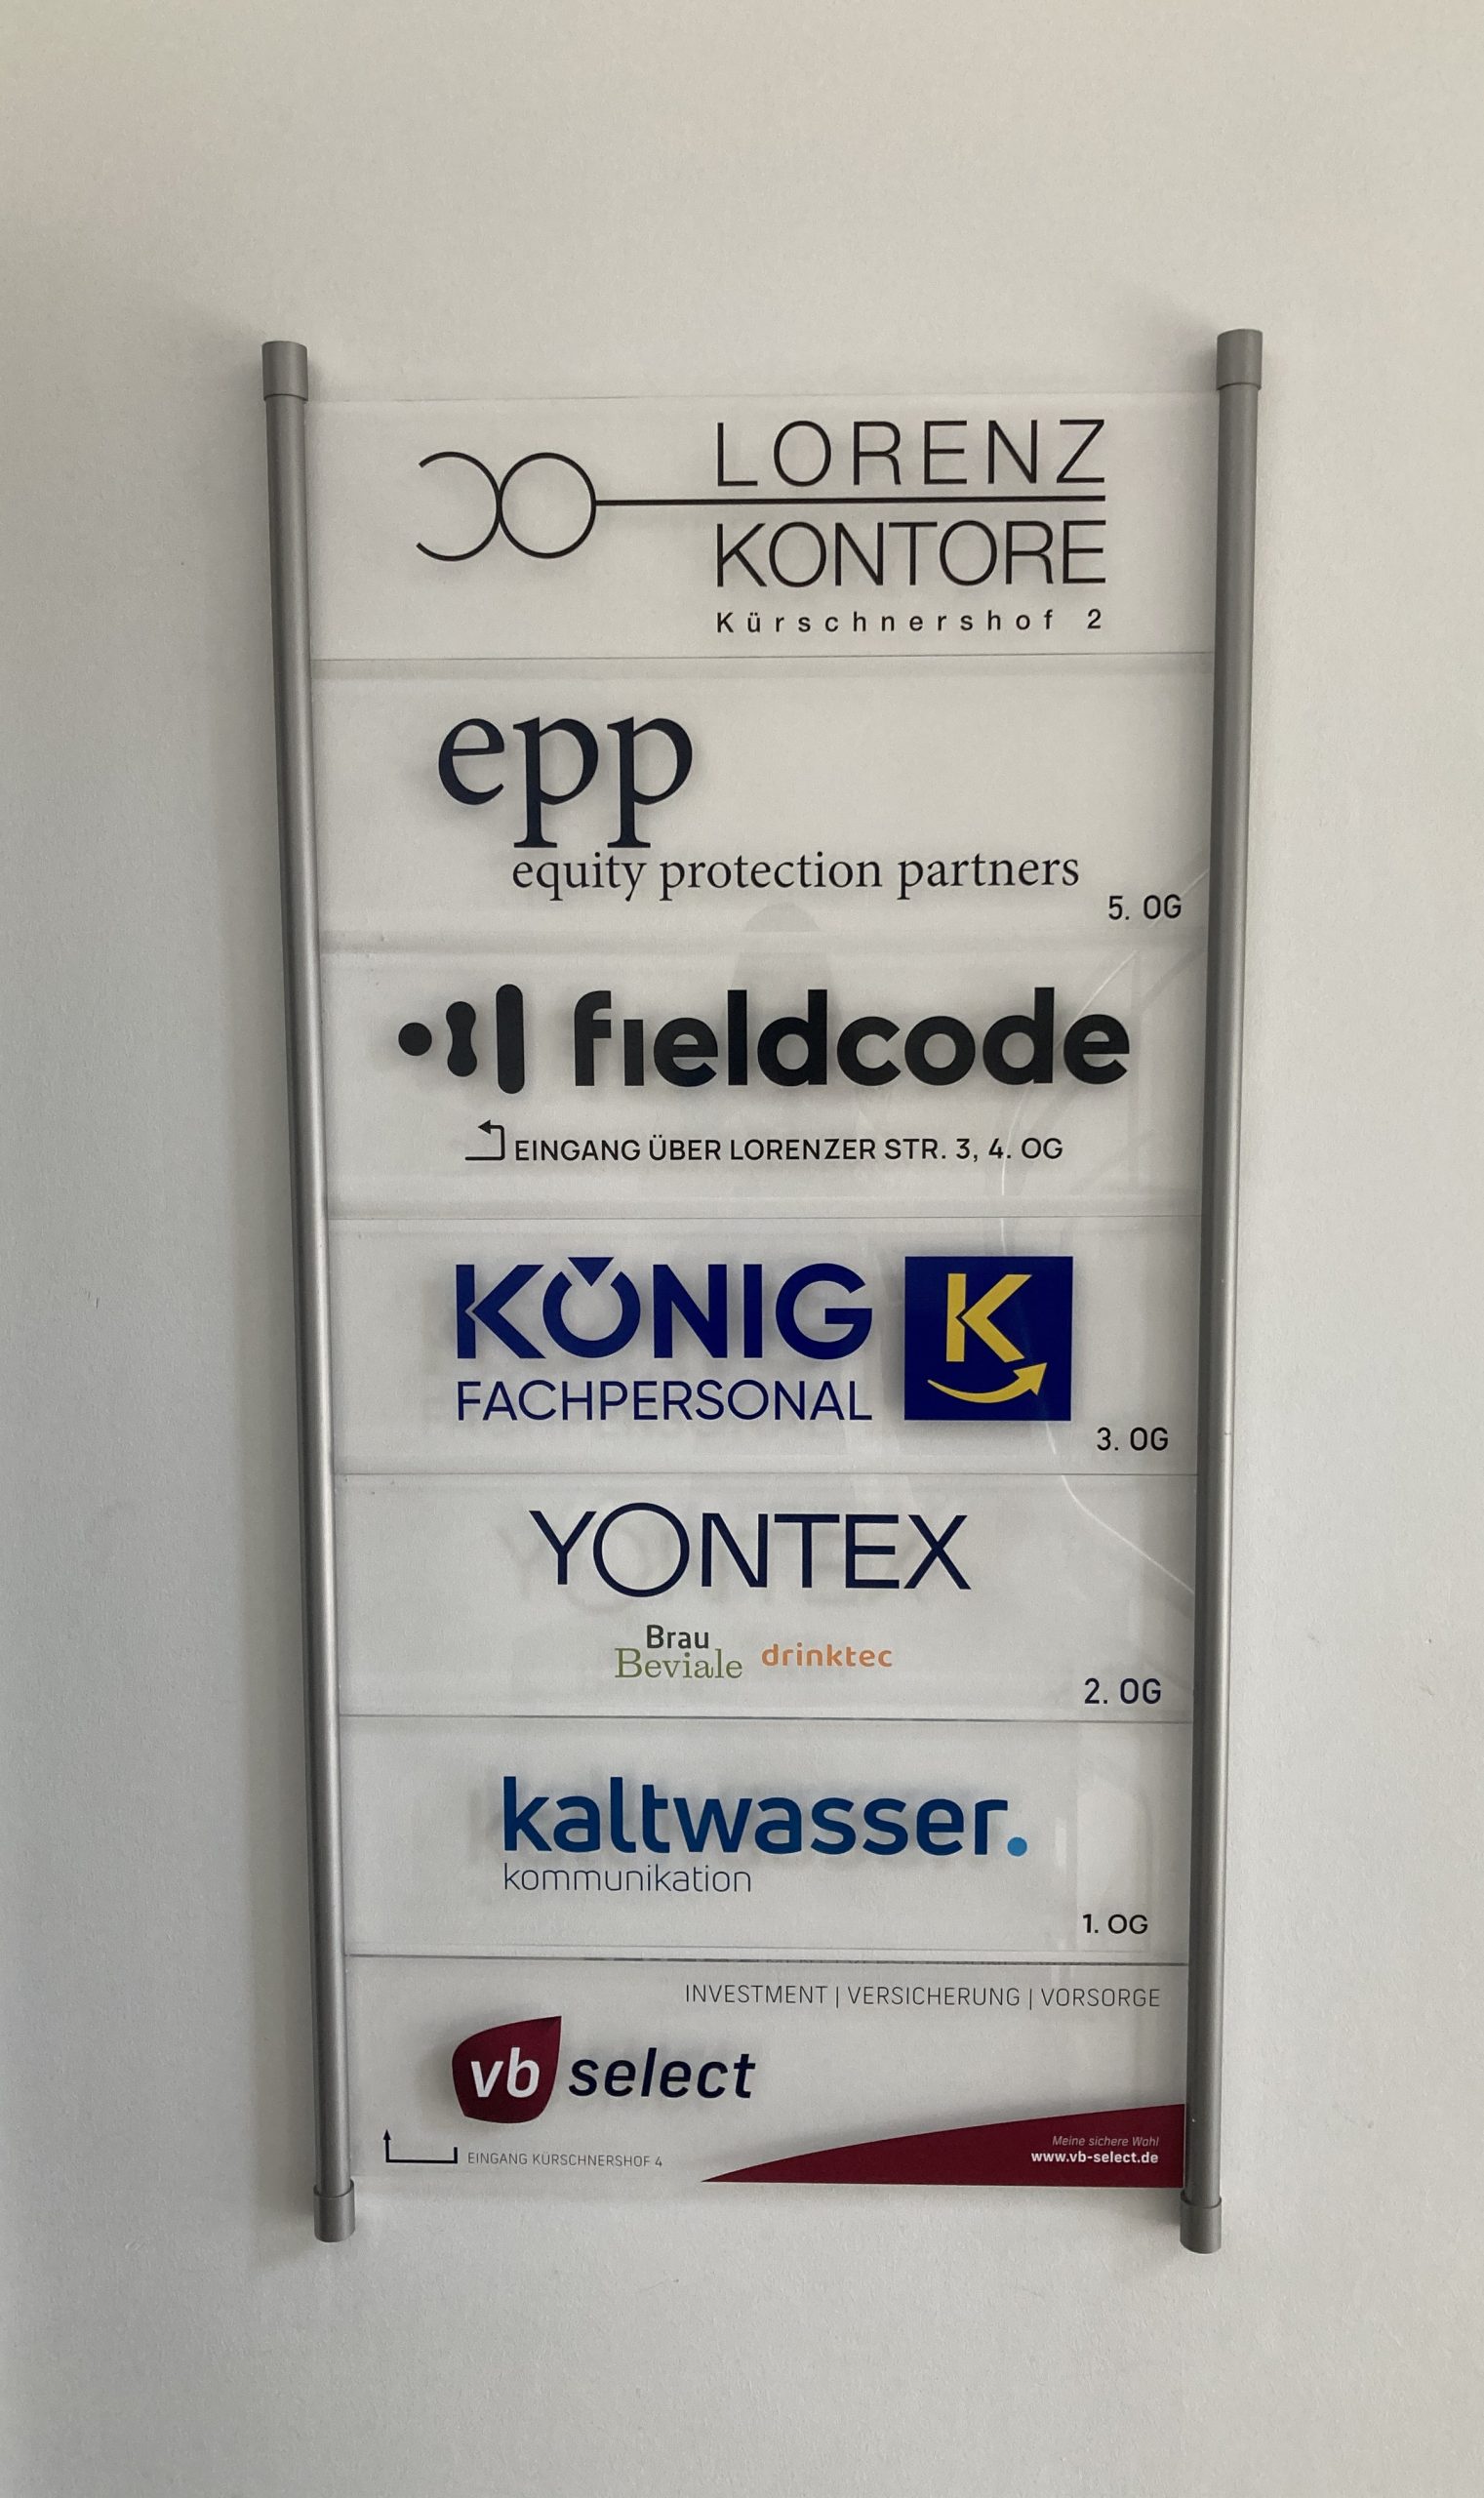 LORENZ
KONTORE
Kürschnershof 2
epp
equity protection partners
5. OG
fieldcode
EINGANG ÜBER LORENZER STR. 3, 4. OG
KÖNIG K
FACHPERSONAL
3. OG
YONTEX
Brau
Beviale drinktec
2. OG
kaltwasser.
kommunikation
1. OG
INVESTMENT | VERSICHERUNG | VORSORGE
vb select
Meine sichere Wahl
www.vb-select.de
EINGANG KÜRSCHNERSHOF 4